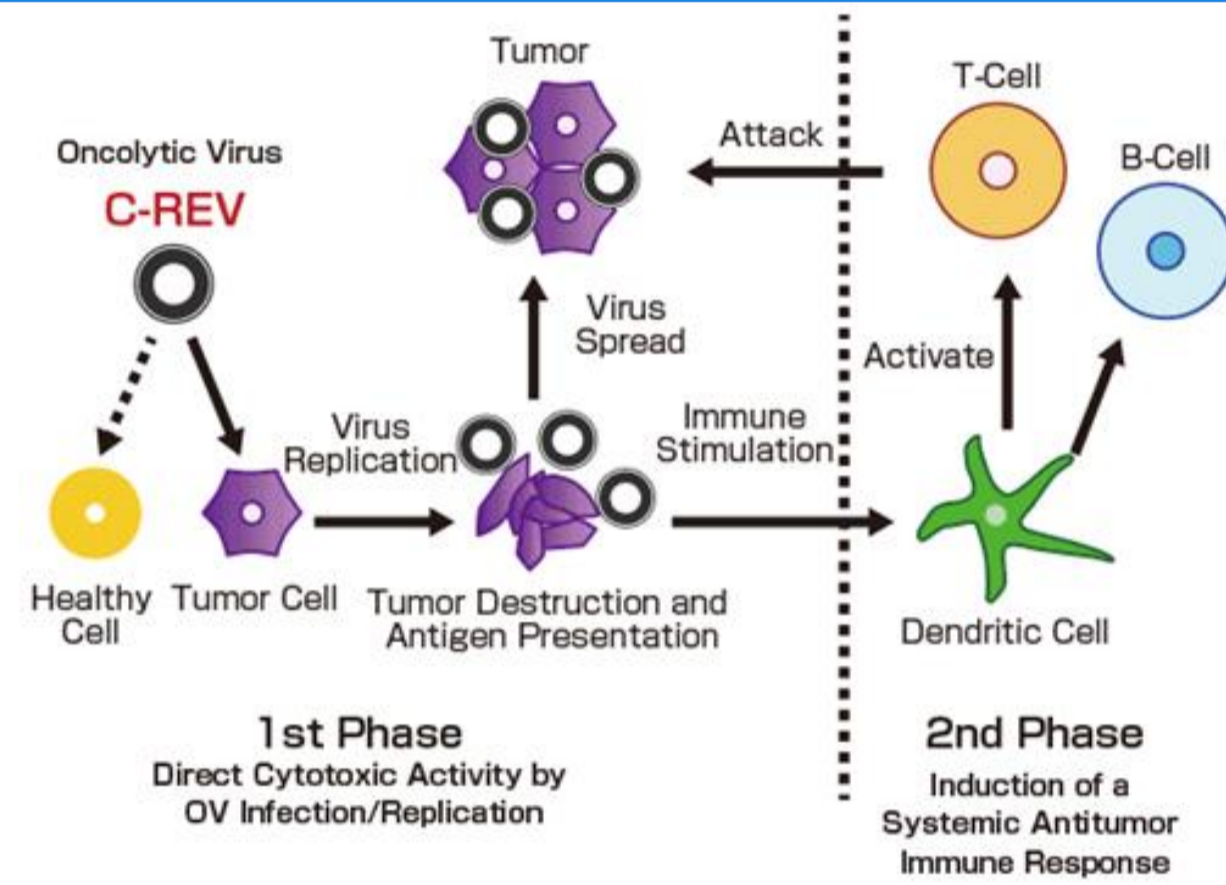 Tumor
T-Cell
Attack
B-Cell
Oncolytic Virus
C-REV
Virus
Spread
Activate
Virus
Replication
Immune
Stimulation
Healthy
Cell
Tumor Cell
Tumor Destruction and
Antigen Presentation
Dendritic Cell
1st Phase
Direct Cytotoxic Activity by
OV Infection/Replication
2nd Phase
Induction of a
Systemic Antitumor
Immune Response